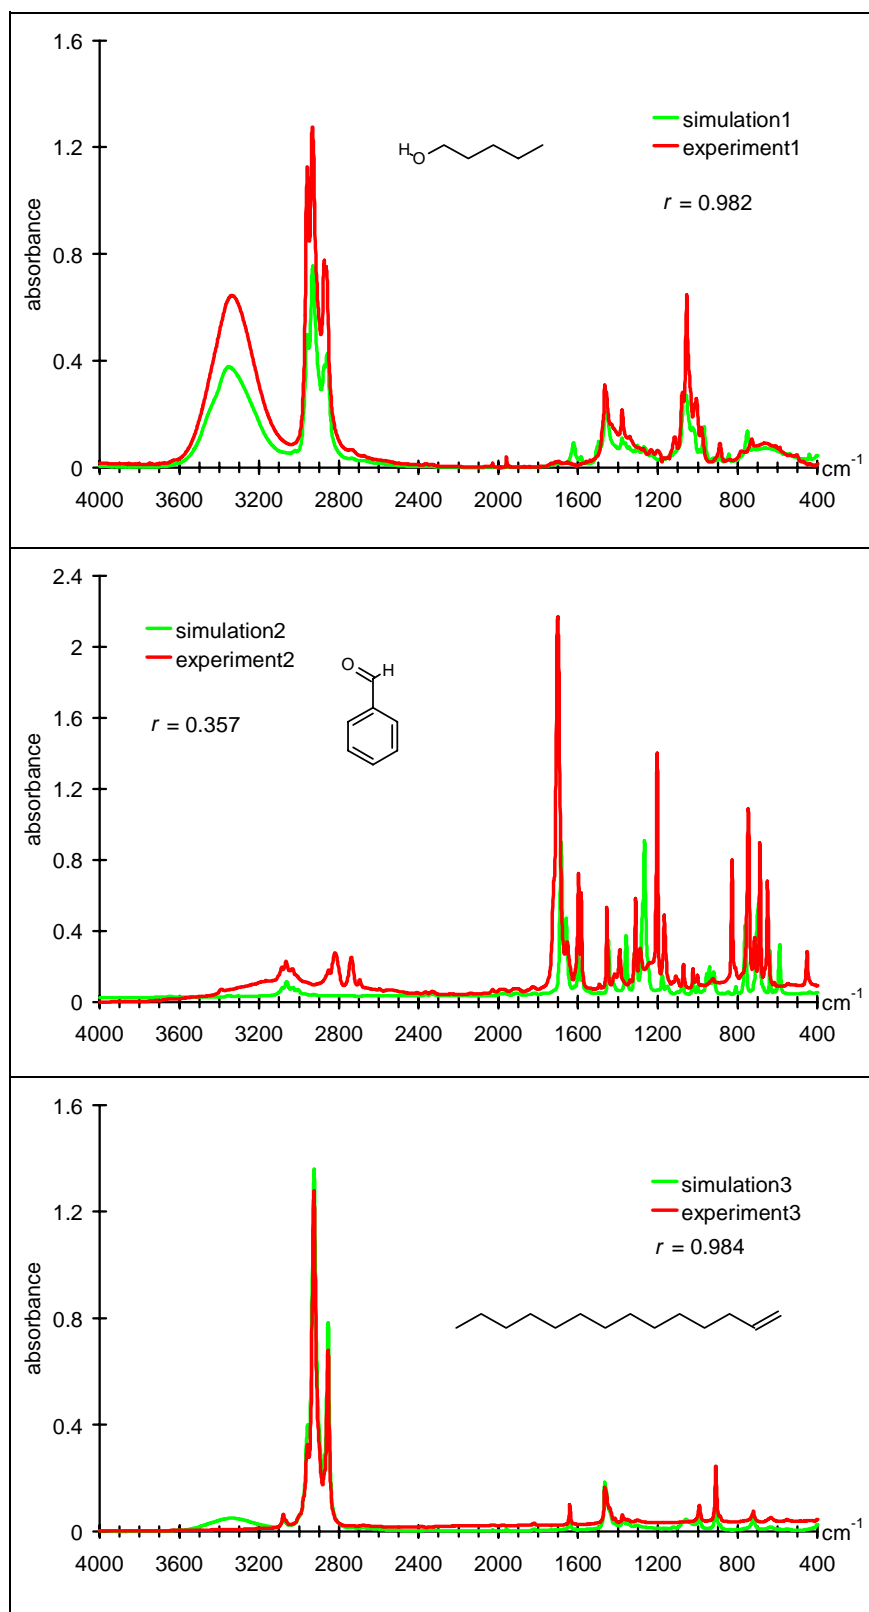 1.6
simulation1
experiment1
H
O
1.2
r = 0.982
absorbance
0.8
0.4
0
cm-1
4000 3600 3200 2800 2400 2000 1600 1200 800 400
2.4
simulation2
experiment2
2
O
H
r = 0.357
1.6
absorbance
1.2
0.8
0.4
0
cm-1
4000 3600 3200 2800 2400 2000 1600 1200 800 400
1.6
simulation3
experiment3
1.2
r = 0.984
absorbance
0.8
0.4
0
cm-1
4000 3600 3200 2800 2400 2000 1600 1200 800 400